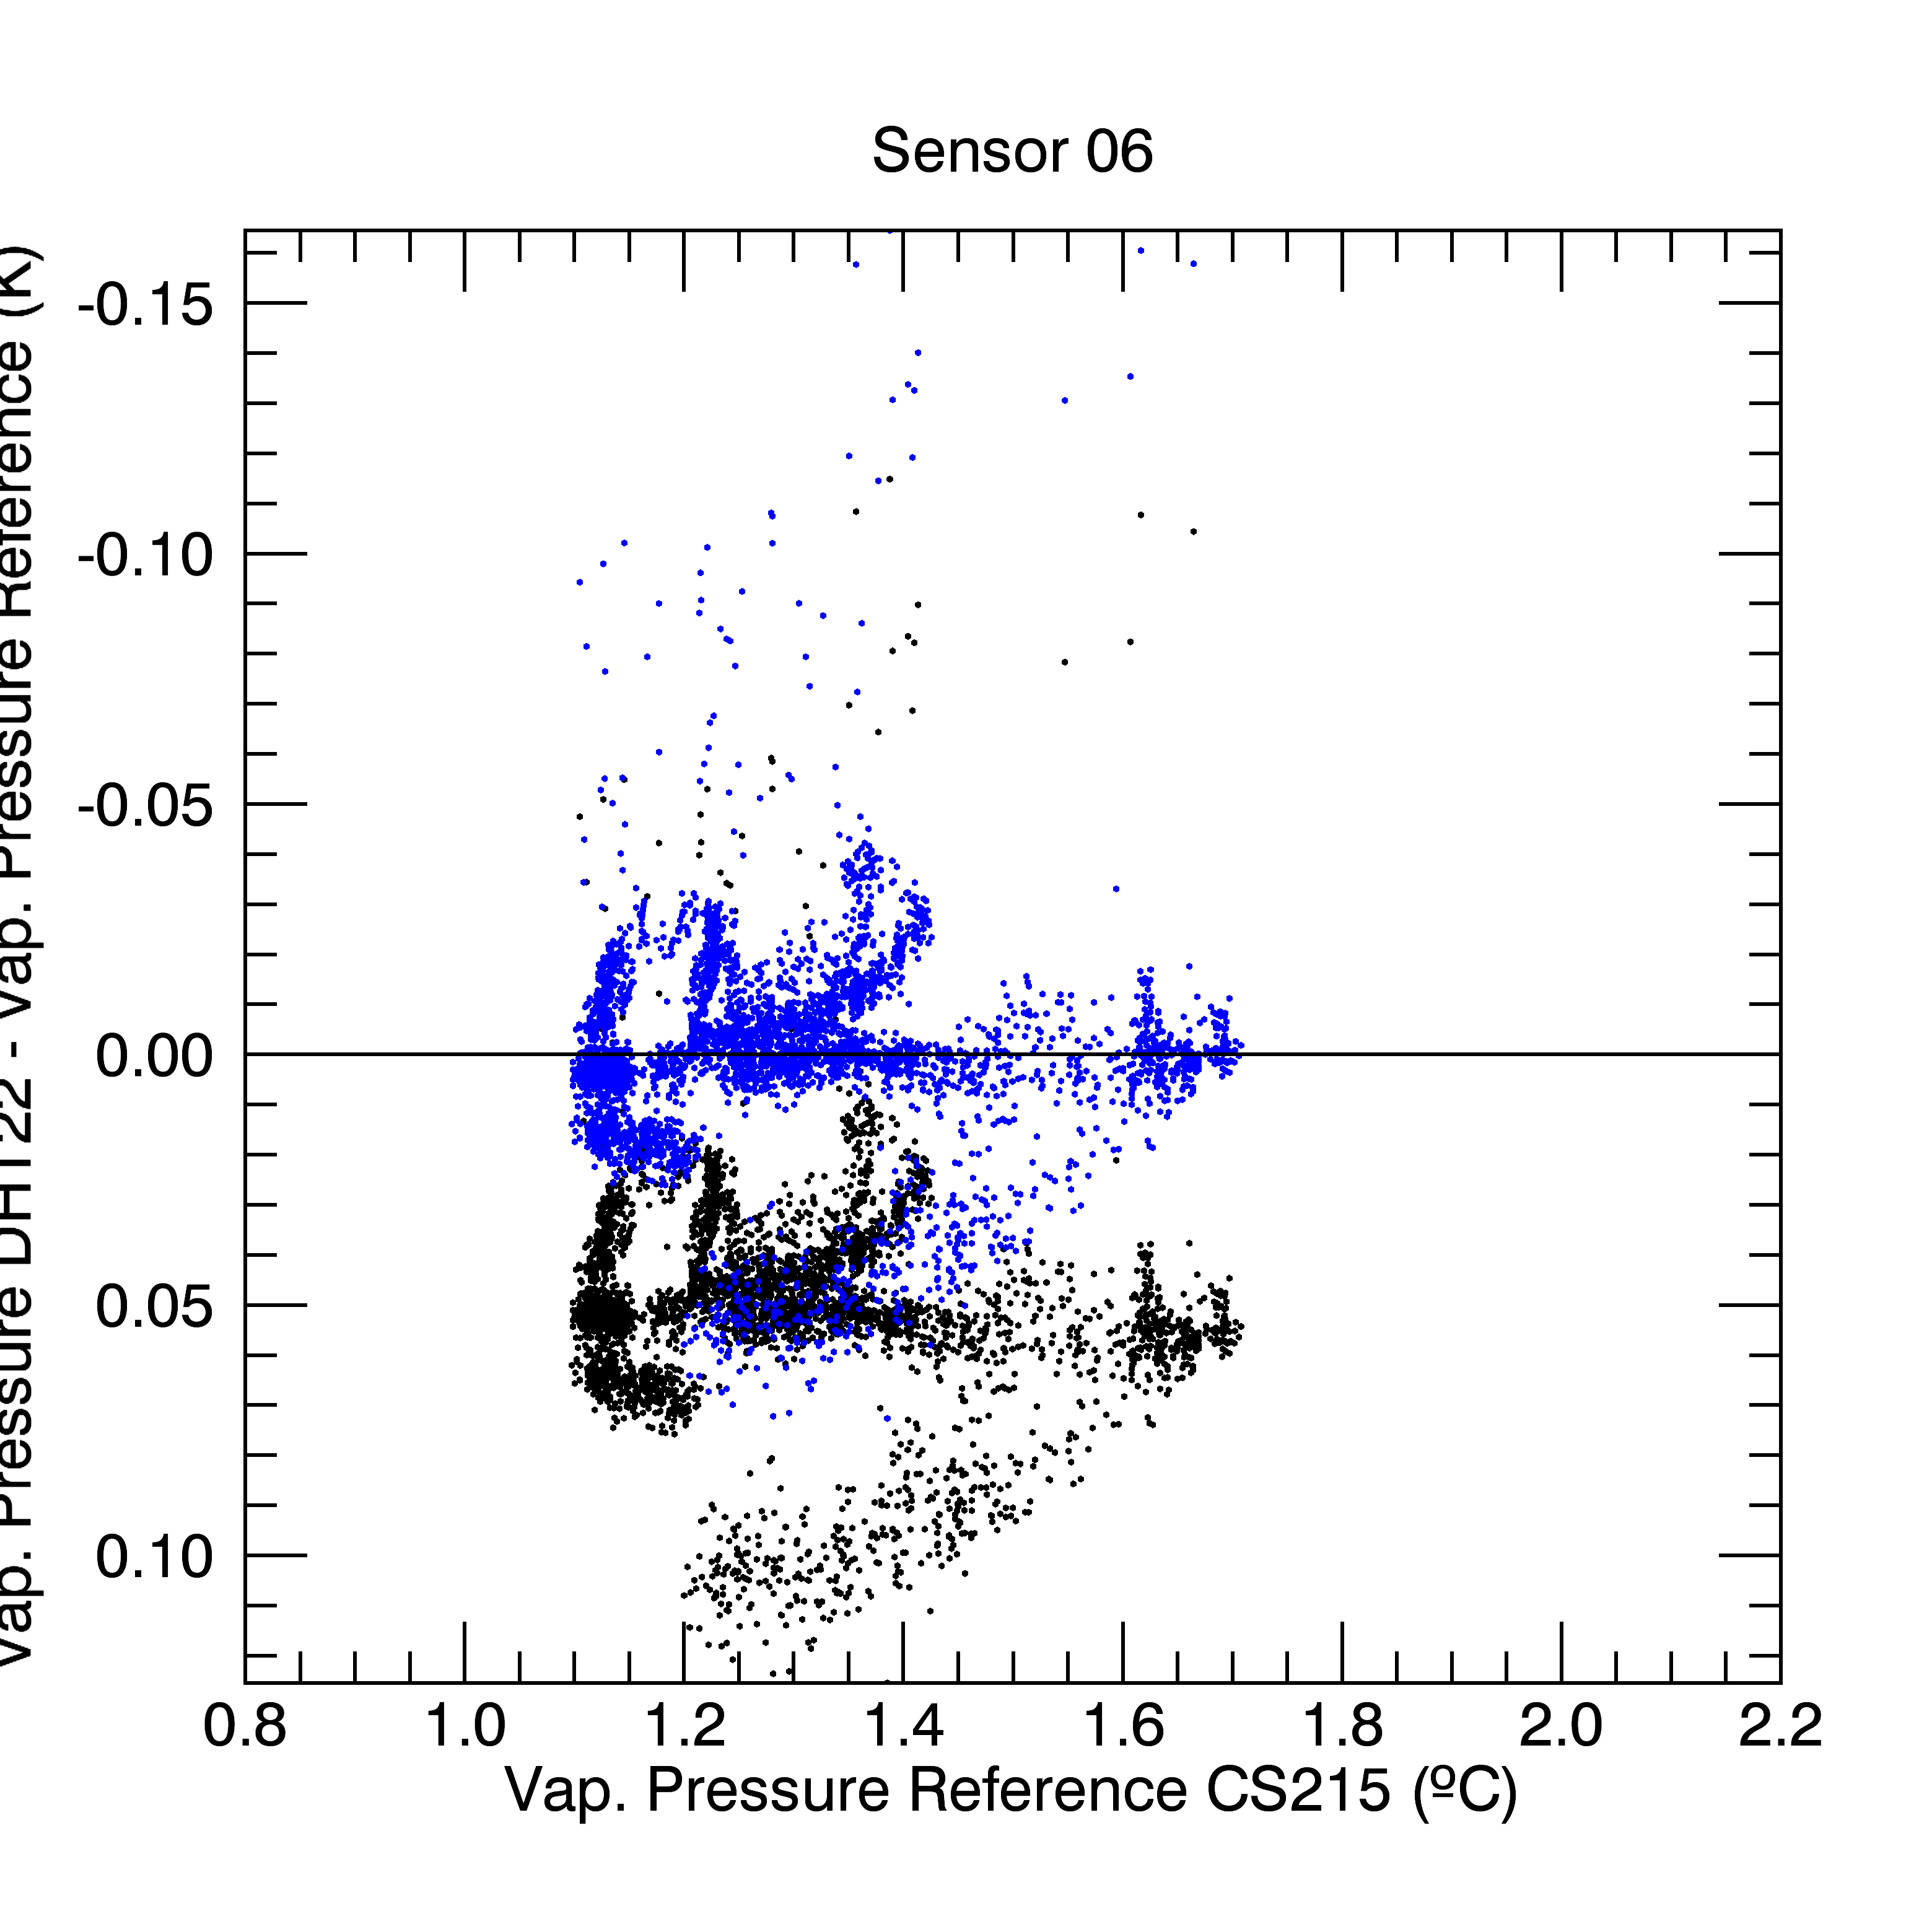 Sensor 06
Vap. Pressure DHT22 - Vap. Pressure Reference (K)
-0.15
-0.10
-0.05
0.00
0.05
0.10
0.8 1.0 1.2 1.4 1.6 1.8 2.0 2.2
Vap. Pressure Reference CS215 (ºC)